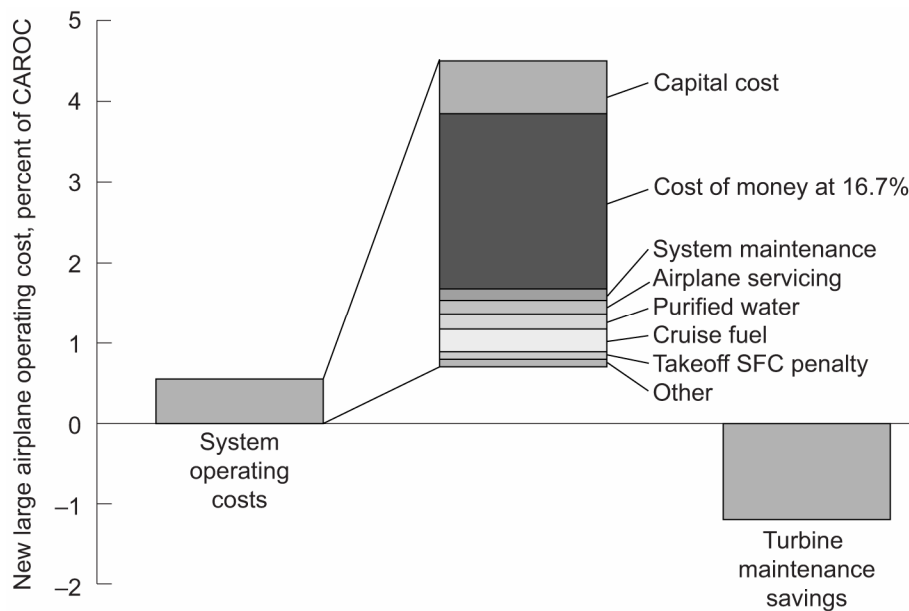 New large airplane operating cost, percent of CAROC
5
4
3
2
1
0
–1
–2
System
operating
costs
Capital cost
Cost of money at 16.7%
System maintenance
Airplane servicing
Purified water
Cruise fuel
Takeoff SFC penalty
Other
Turbine
maintenance
savings